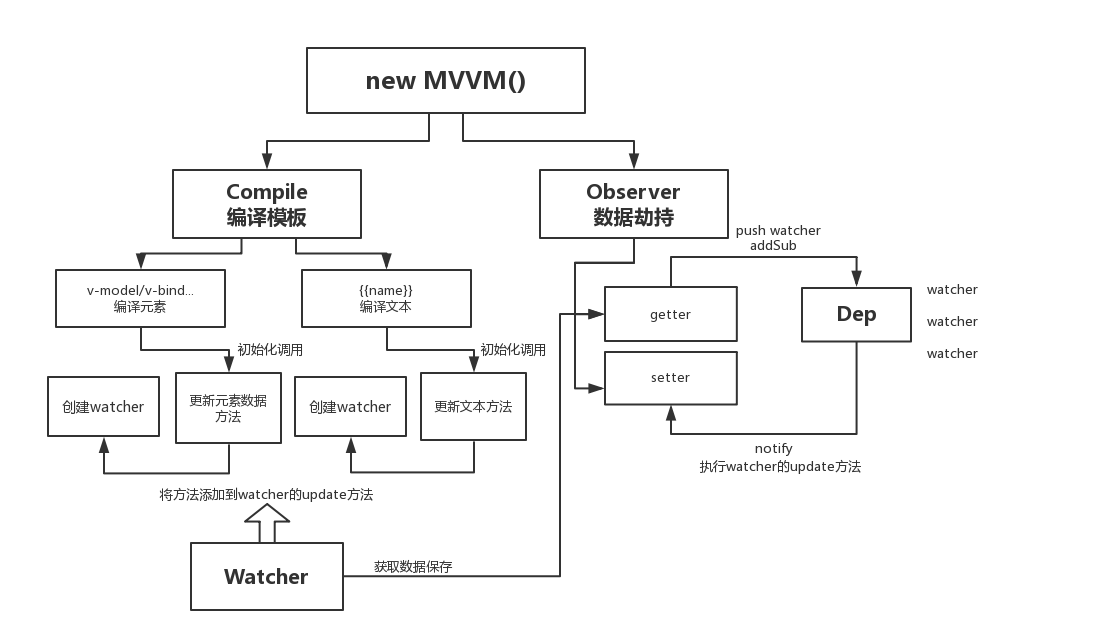 new MVVM()
Compile
编译模板
Observer
数据劫持
push watcher
addSub
v-model/v-bind...
编译元素
{{name}}
编译文本
getter
Dep
watcher
watcher
watcher
初始化调用
初始化调用
setter
创建watcher
更新元素数据
方法
创建watcher
更新文本方法
notify
执行watcher的update方法
将方法添加到watcher的update方法
Watcher
获取数据保存